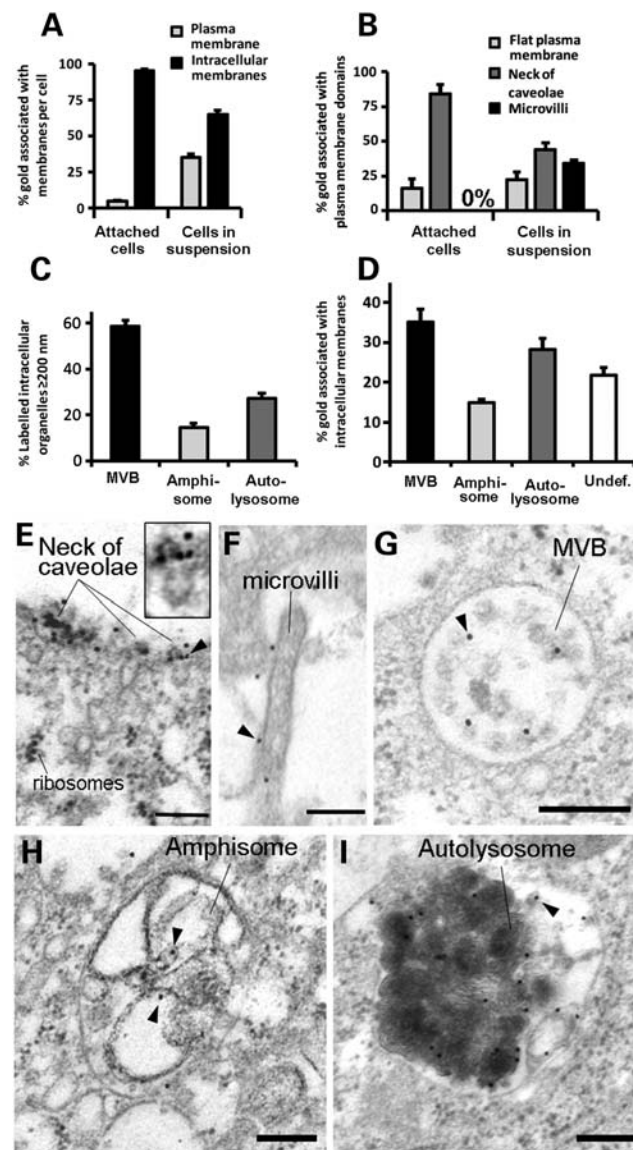 A
Plasma
membrane
Intracellular
membranes
% gold associated with
membranes per cell
100
75
50
25
0
Attached
cells
Cells in
suspension
B
Flat plasma
membrane
Neck of
caveolae
Microvilli
% gold associated with
plasma membrane domains
100
75
50
25
0
0%
Attached
cells
Cells in
suspension
C
% Labelled intracellular
organelles ≥200 nm
60
40
20
0
MVB
Amphi-
some
Auto-
lysosome
D
% gold associated with
intracellular membranes
40
30
20
10
0
MVB
Amphi-
some
Auto-
lysosome
Undef.
E
Neck of
caveolae
ribosomes
F
microvilli
G
MVB
H
Amphisome
I
Autolysosome